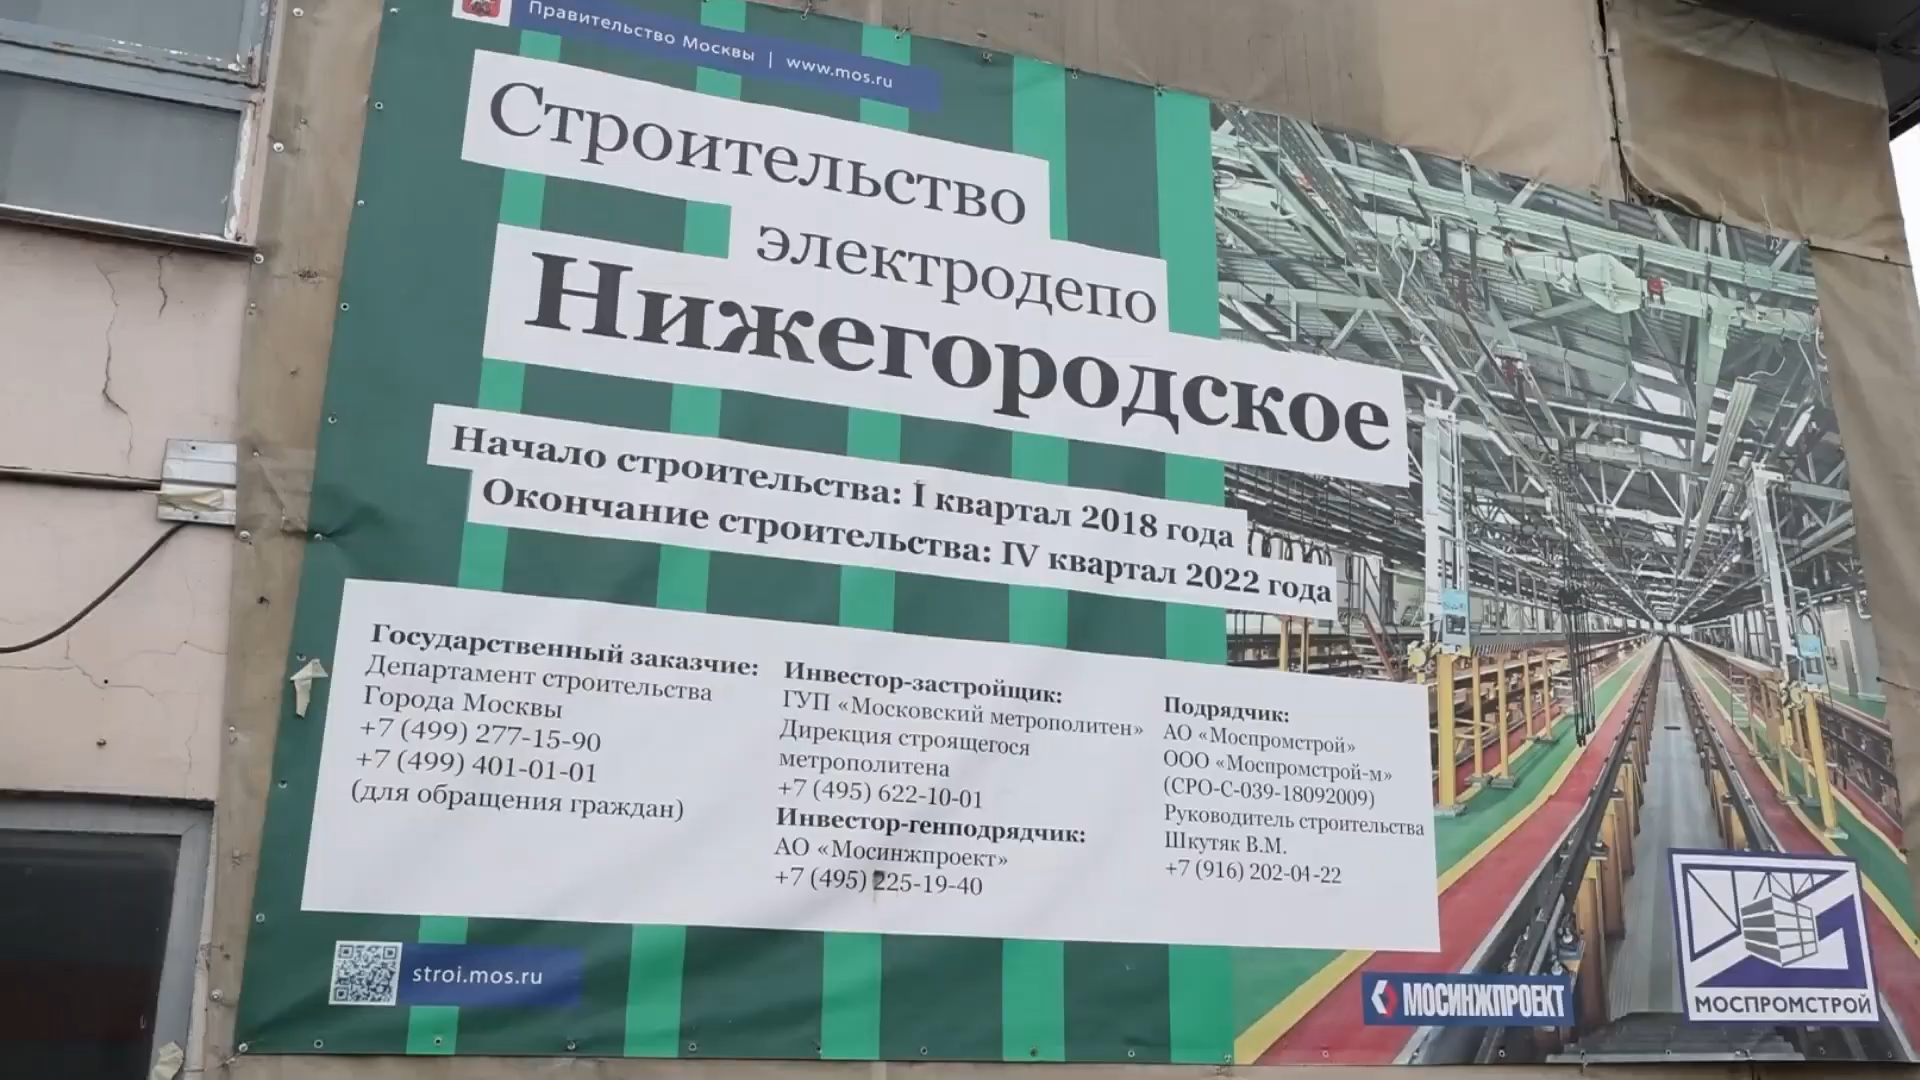 Правительство Москвы | www.mos.ru
Строительство
электродепо
Нижегородское
Начало строительства: I квартал 2018 года
Окончание строительства: IV квартал 2022 года
Государственный заказчие:
Департамент строительства
Города Москвы
+7 (499) 277-15-90
+7 (499) 401-01-01
(для обращения граждан)
Инвестор-застройщик:
ГУП «Московский метрополитен»
Дирекция строящегося
метрополитена
+7 (495) 622-10-01
Инвестор-генподрядчик:
АО «Мосинжпроект»
+7 (495) 225-19-40
Подрядчик:
АО «Моспромстрой»
ООО «Моспромстрой-м»
(СРО-С-039-18092009)
Руководитель строительства
Шкутяк В.М.
+7 (916) 202-04-22
stroi.mos.ru
МОСИНЖПРОЕКТ
МОСПРОМСТРОЙ